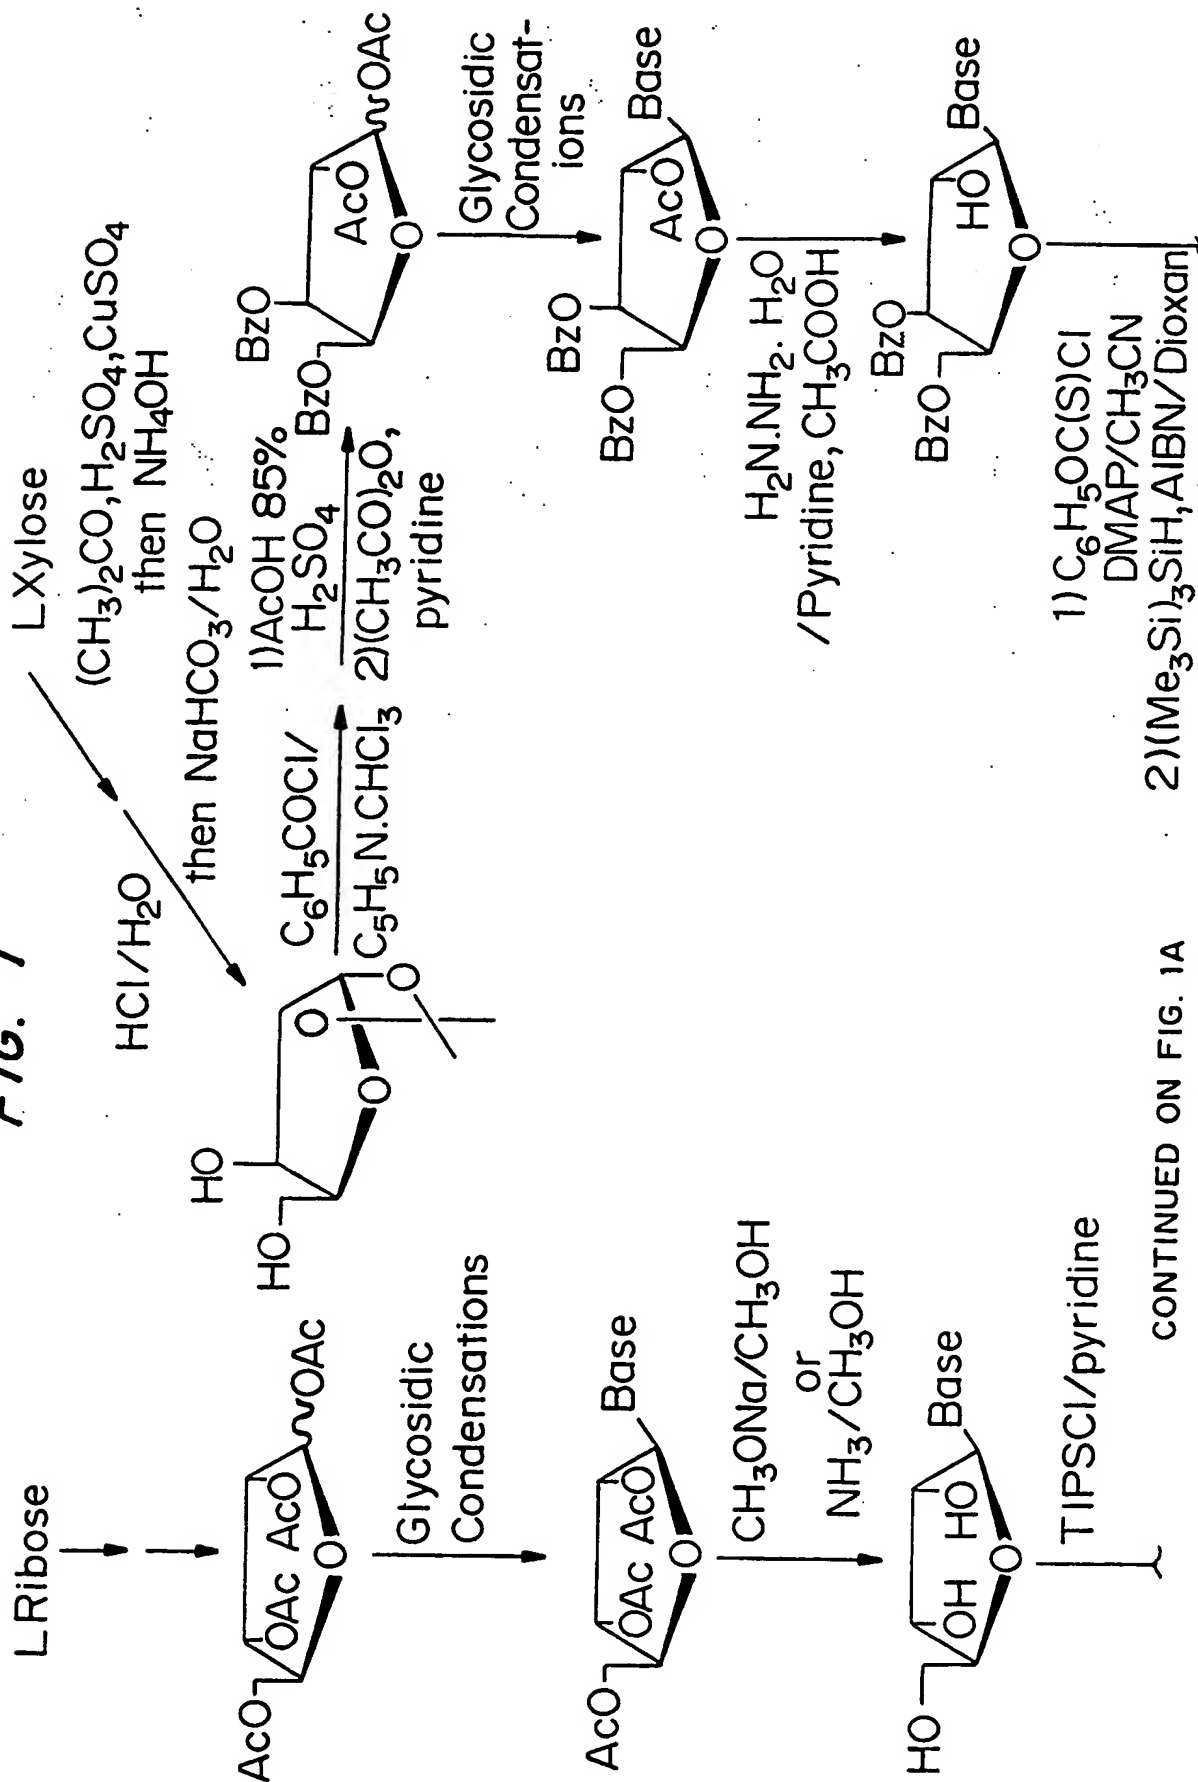 FIG. 1
LRibose
AcO
OAc AcO
OAc
O
Glycosidic
Condensations
AcO
OAc AcO
Base
O
CH3ONa/CH3OH
or
NH3/CH3OH
HO
OH HO
Base
O
TIPSCl/pyridine
LXylose
(CH3)2CO,H2SO4,CuSO4
then NH4OH
HCl/H2O
then NaHCO3/H2O
HO
HO
O
O
O
C6H5COCl/
C5H5N.CHCl3
1)AcOH 85%
H2SO4
2)(CH3CO)2O,
pyridine
BzO
BzO
AcO
OAc
O
Glycosidic
Condensat-
ions
BzO
BzO
AcO
Base
O
H2N.NH2.H2O
/Pyridine,CH3COOH
BzO
BzO
HO
Base
O
1)C6H5OC(S)Cl
DMAP/CH3CN
2)(Me3Si)3SiH,AIBN/Dioxan
CONTINUED ON FIG. 1A